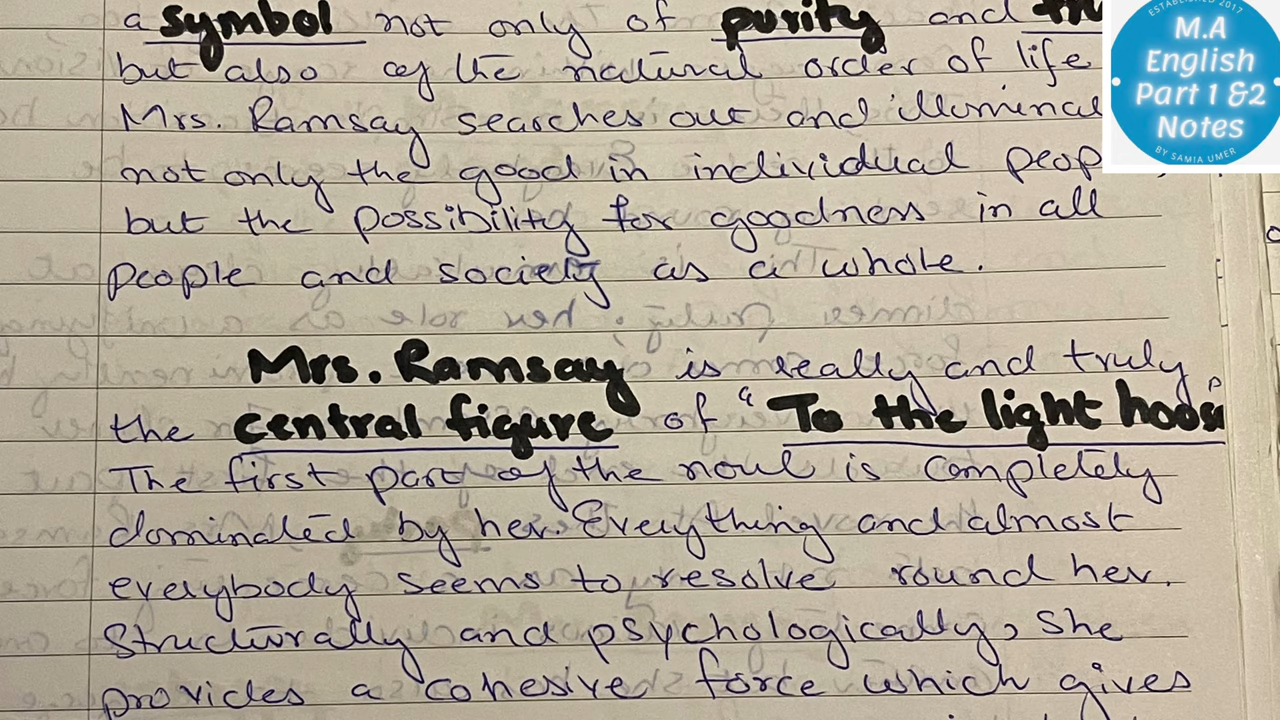 a symbol not only of purity and
but also of the natural order of life
Mrs. Ramsay searches out and
not only the good in individual
but the possibility for goodness in all
people and society as a whole.
Mrs. Ramsay is really and truly
the central figure of "To the light hous"
The first part of the novel is completely
dominated by her. Everything and almost
everybody seems to resolve round her.
Structurally and psychologically, She
provides a cohesive force which gives
ESTABLISHED 2017
M.A
English
Part 1 &2
Notes
BY SAMIA UMER